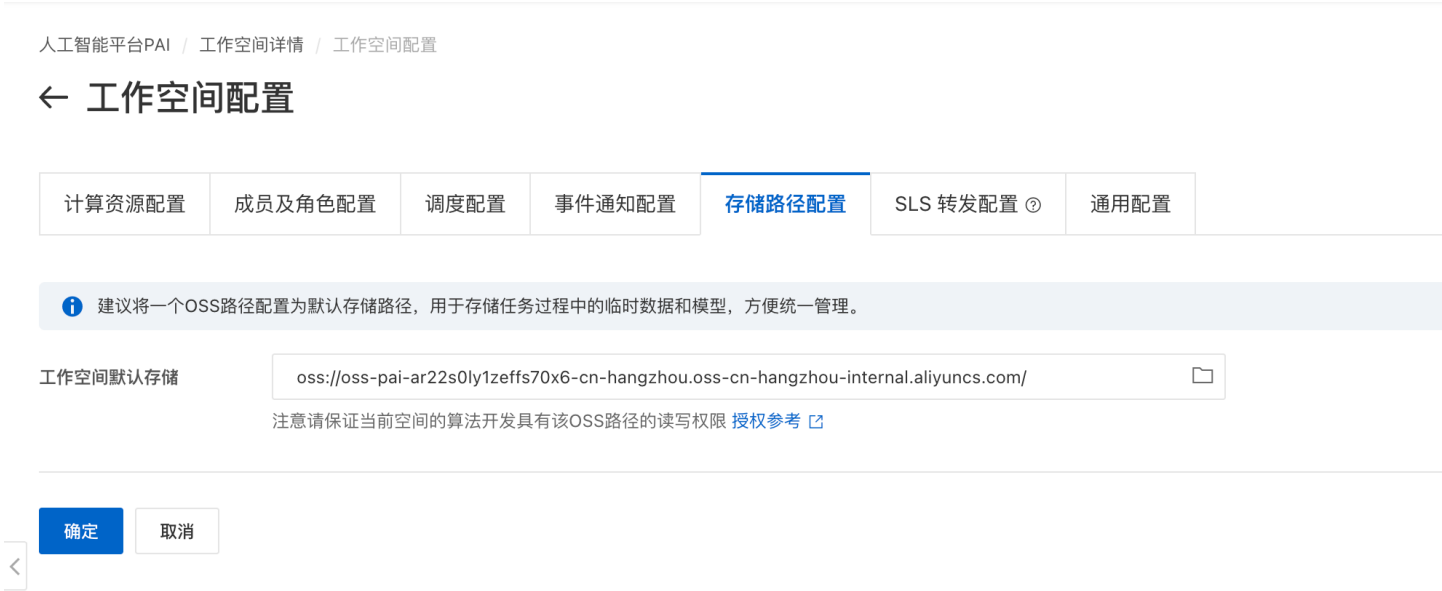 人工智能平台PAI / 工作空间详情 / 工作空间配置
← 工作空间配置
计算资源配置 成员及角色配置 调度配置 事件通知配置 存储路径配置 SLS 转发配置 通用配置
建议将一个OSS路径配置为默认存储路径，用于存储任务过程中的临时数据和模型，方便统一管理。
工作空间默认存储 oss://oss-pai-ar22s0ly1zeffs70x6-cn-hangzhou.oss-cn-hangzhou-internal.aliyuncs.com/
注意请保证当前空间的算法开发具有该OSS路径的读写权限 授权参考
确定 取消